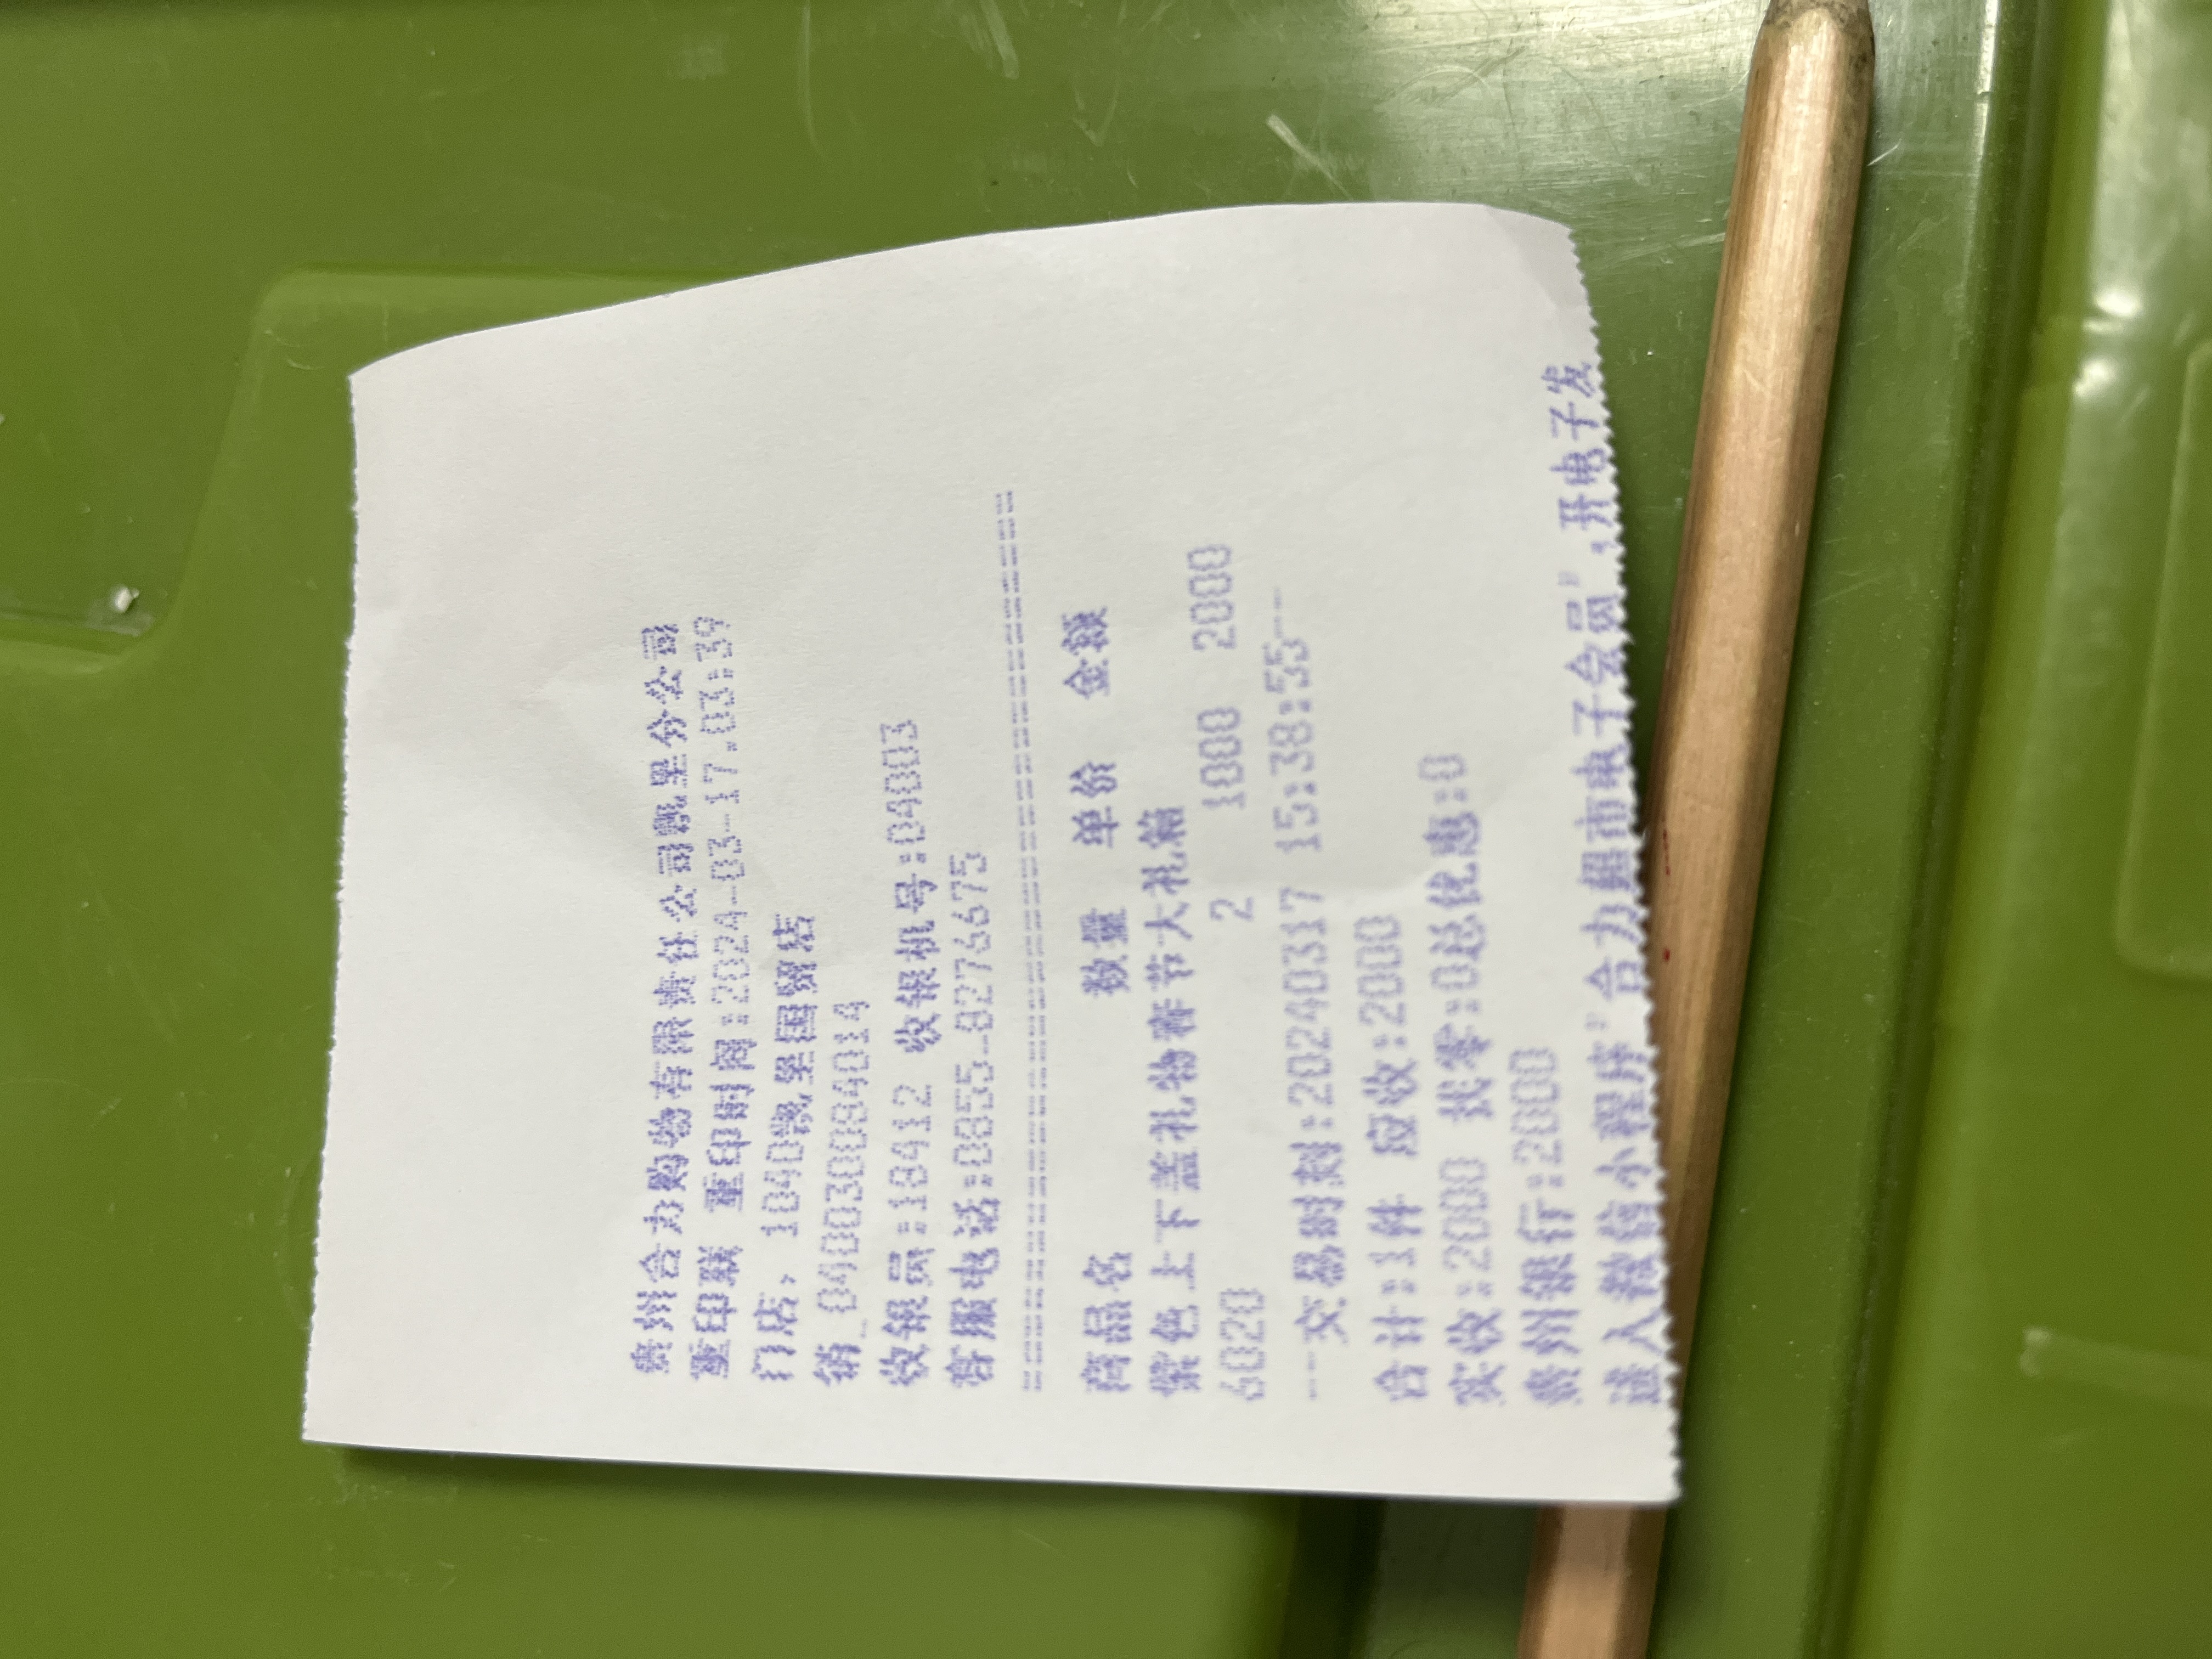 贵州合力购物有限责任公司凯里分公司
重印联 重印时间:2024-03-17.03:39
门店, 1040凯里国贸店
销_040030084014
收银员:18412 收银机号:04003
客服电话:0855-8276675
商品名 数量 单价 金额
紫色上下盖礼物春节大礼箱
6020 2 1000 2000
---交易时刻:20240317 15:38:55---
合计:1件 应收:2000
实收:2000 找零:0总优惠:0
贵州银行:2000
进入微信小程序"合力超市电子会员",开电子发